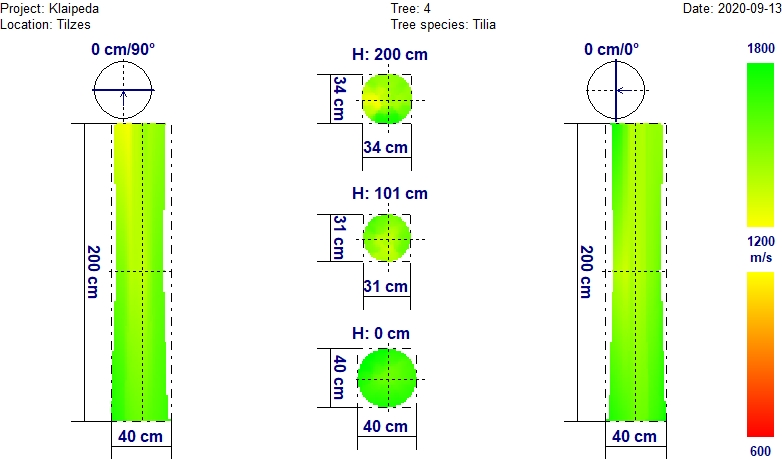 Project: Klaipeda
Tree: 4
Date: 2020-09-13
Location: Tilzes
Tree species: Tilia
0 cm/90°
H: 200 cm
0 cm/0°
1800
34 cm
34 cm
H: 101 cm
31 cm
31 cm
200 cm
200 cm
1200
m/s
H: 0 cm
40 cm
40 cm
40 cm
40 cm
600